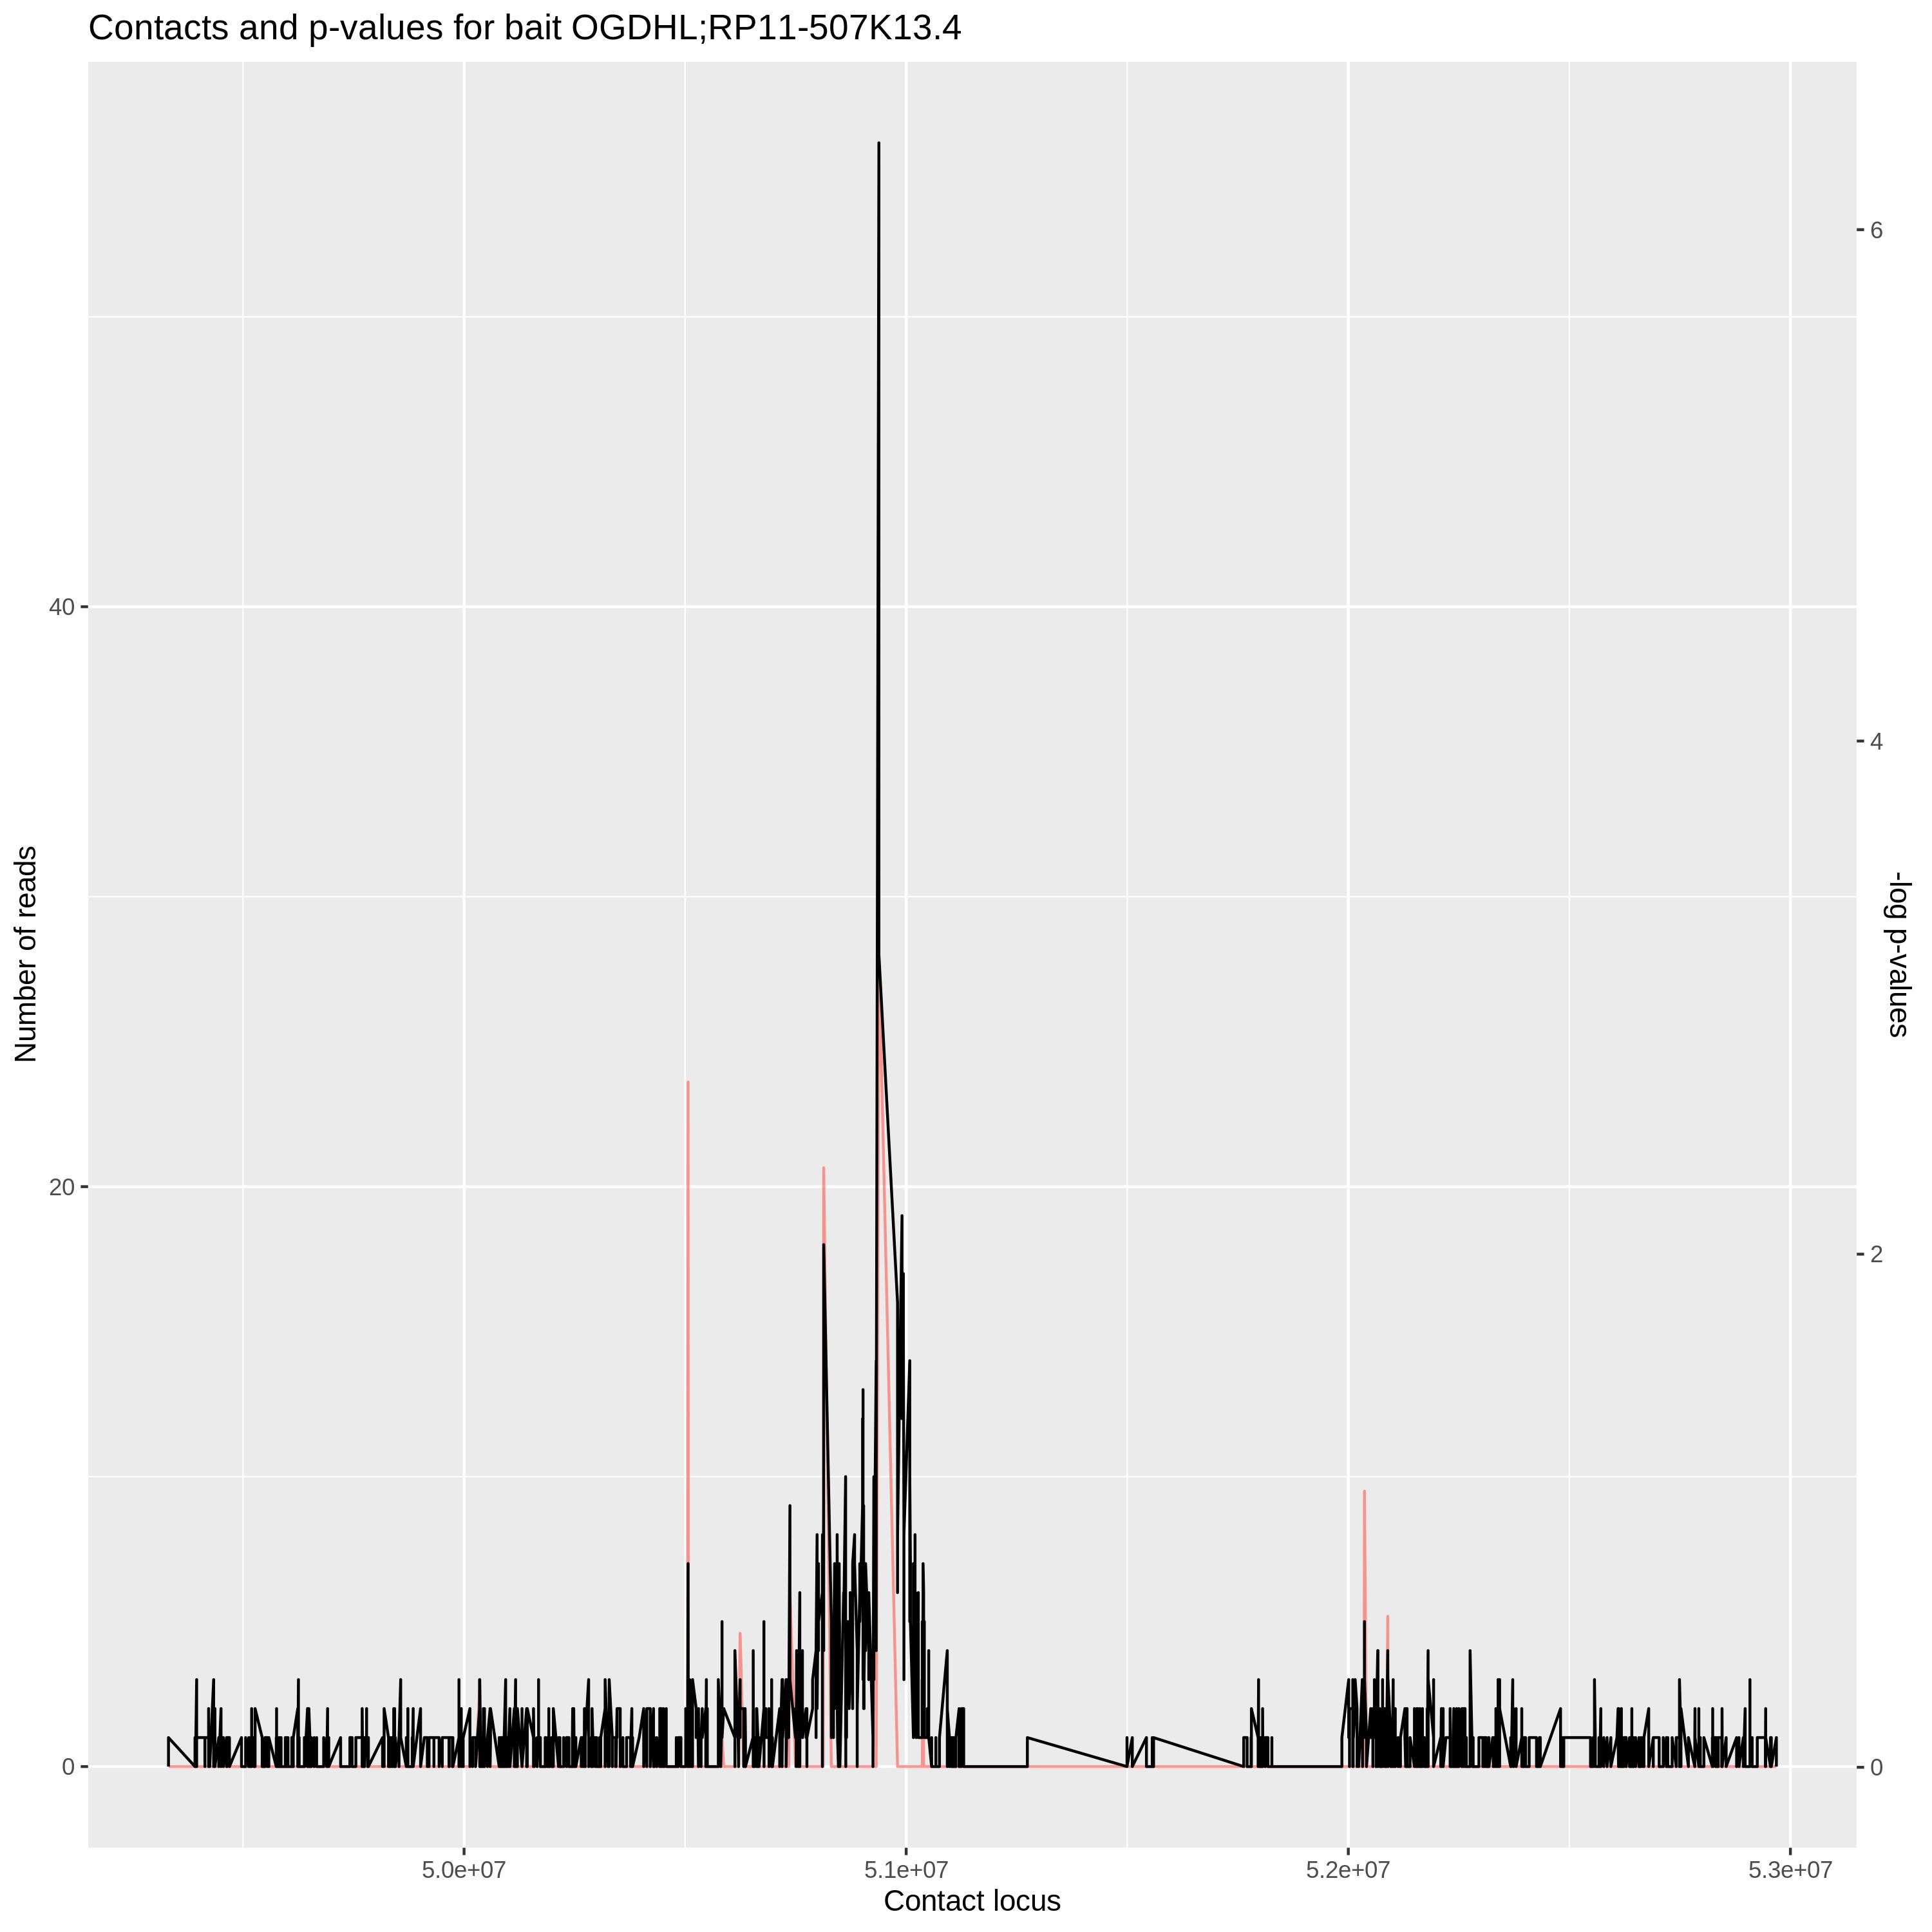 Contacts and p-values for bait OGDHL;RP11-507K13.4
Number of reads
40
20
0
6
4
2
0
-log p-values
5.0e+07
5.1e+07
5.2e+07
5.3e+07
Contact locus